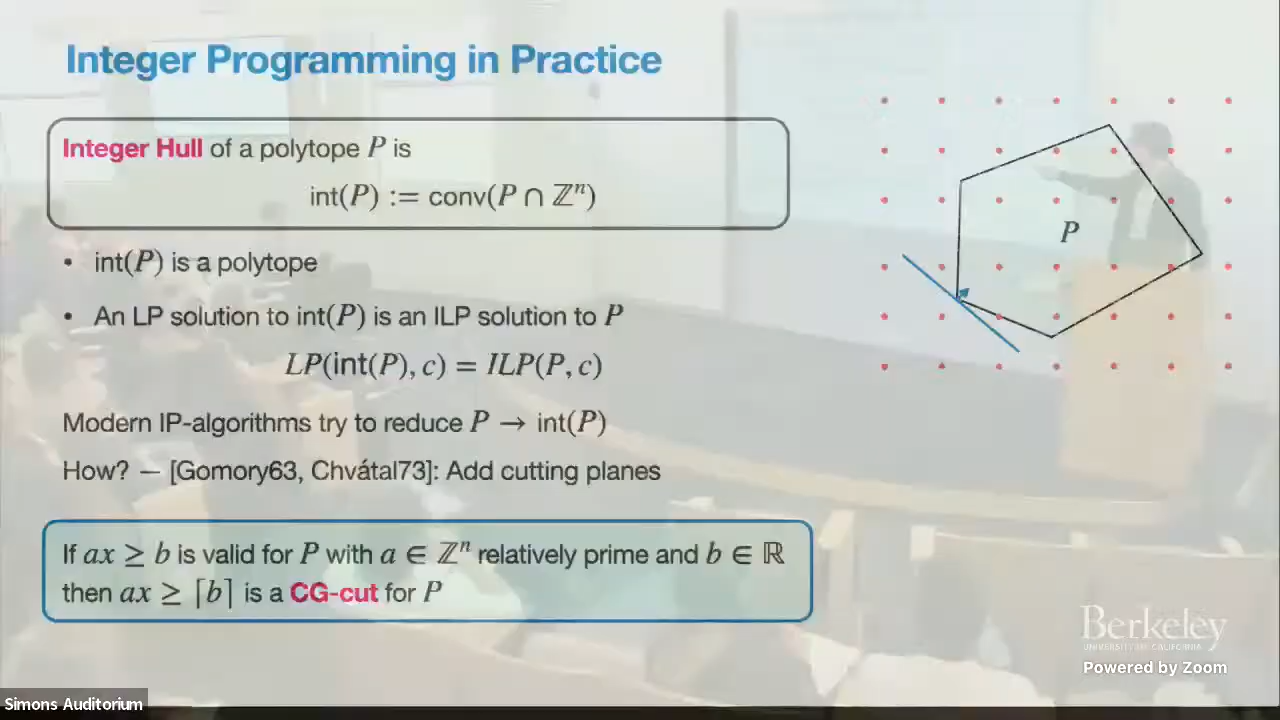 Integer Programming in Practice
Integer Hull of a polytope P is
int(P) := conv(P ∩ ℤⁿ)
• int(P) is a polytope
• An LP solution to int(P) is an ILP solution to P
LP(int(P), c) = ILP(P, c)
Modern IP-algorithms try to reduce P → int(P)
How? — [Gomory63, Chvátal73]: Add cutting planes
If ax ≥ b is valid for P with a ∈ ℤⁿ relatively prime and b ∈ ℝ
then ax ≥ ⌈b⌉ is a CG-cut for P
P
Berkeley
UNIVERSITY OF CALIFORNIA
Powered by Zoom
Simons Auditorium